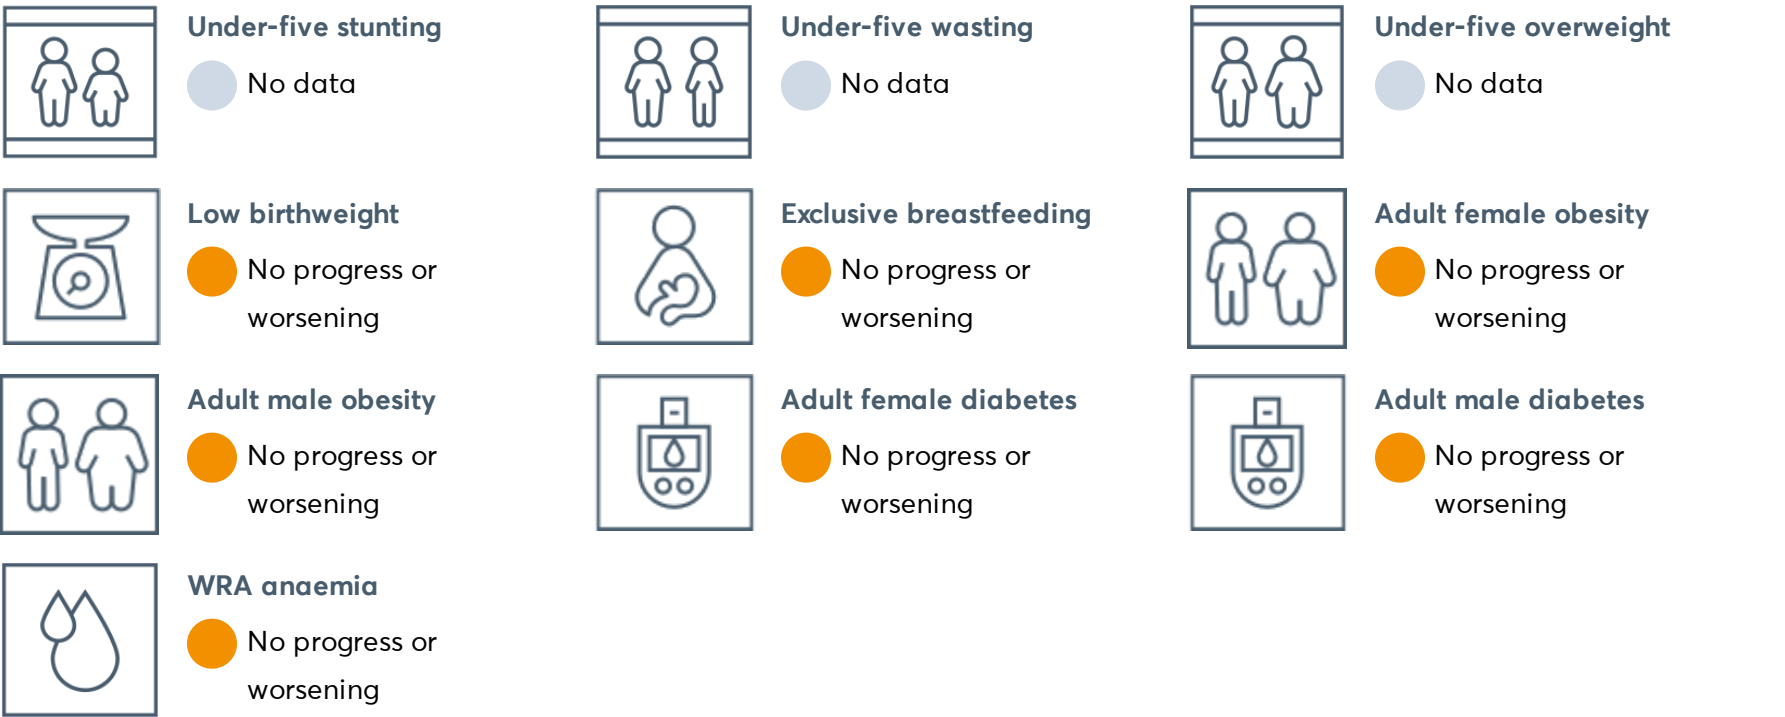 Under-five stunting
No data
Under-five wasting
No data
Under-five overweight
No data
Low birthweight
No progress or
worsening
Exclusive breastfeeding
No progress or
worsening
Adult female obesity
No progress or
worsening
Adult male obesity
No progress or
worsening
Adult female diabetes
No progress or
worsening
Adult male diabetes
No progress or
worsening
WRA anaemia
No progress or
worsening